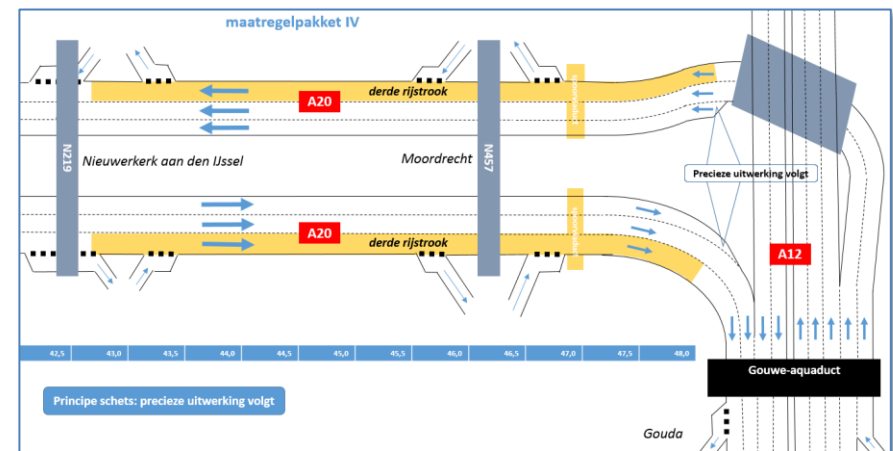 maatregelpakket IV
N219
A20
derde rijstrook
N457
Nieuwerkerk aan den IJssel
Moordrecht
Precieze uitwerking volgt
A20
derde rijstrook
A12
42,5 43,0 43,5 44,0 44,5 45,0 45,5 46,0 46,5 47,0 47,5 48,0
Gouwe-aquaduct
Principe schets: precieze uitwerking volgt
Gouda